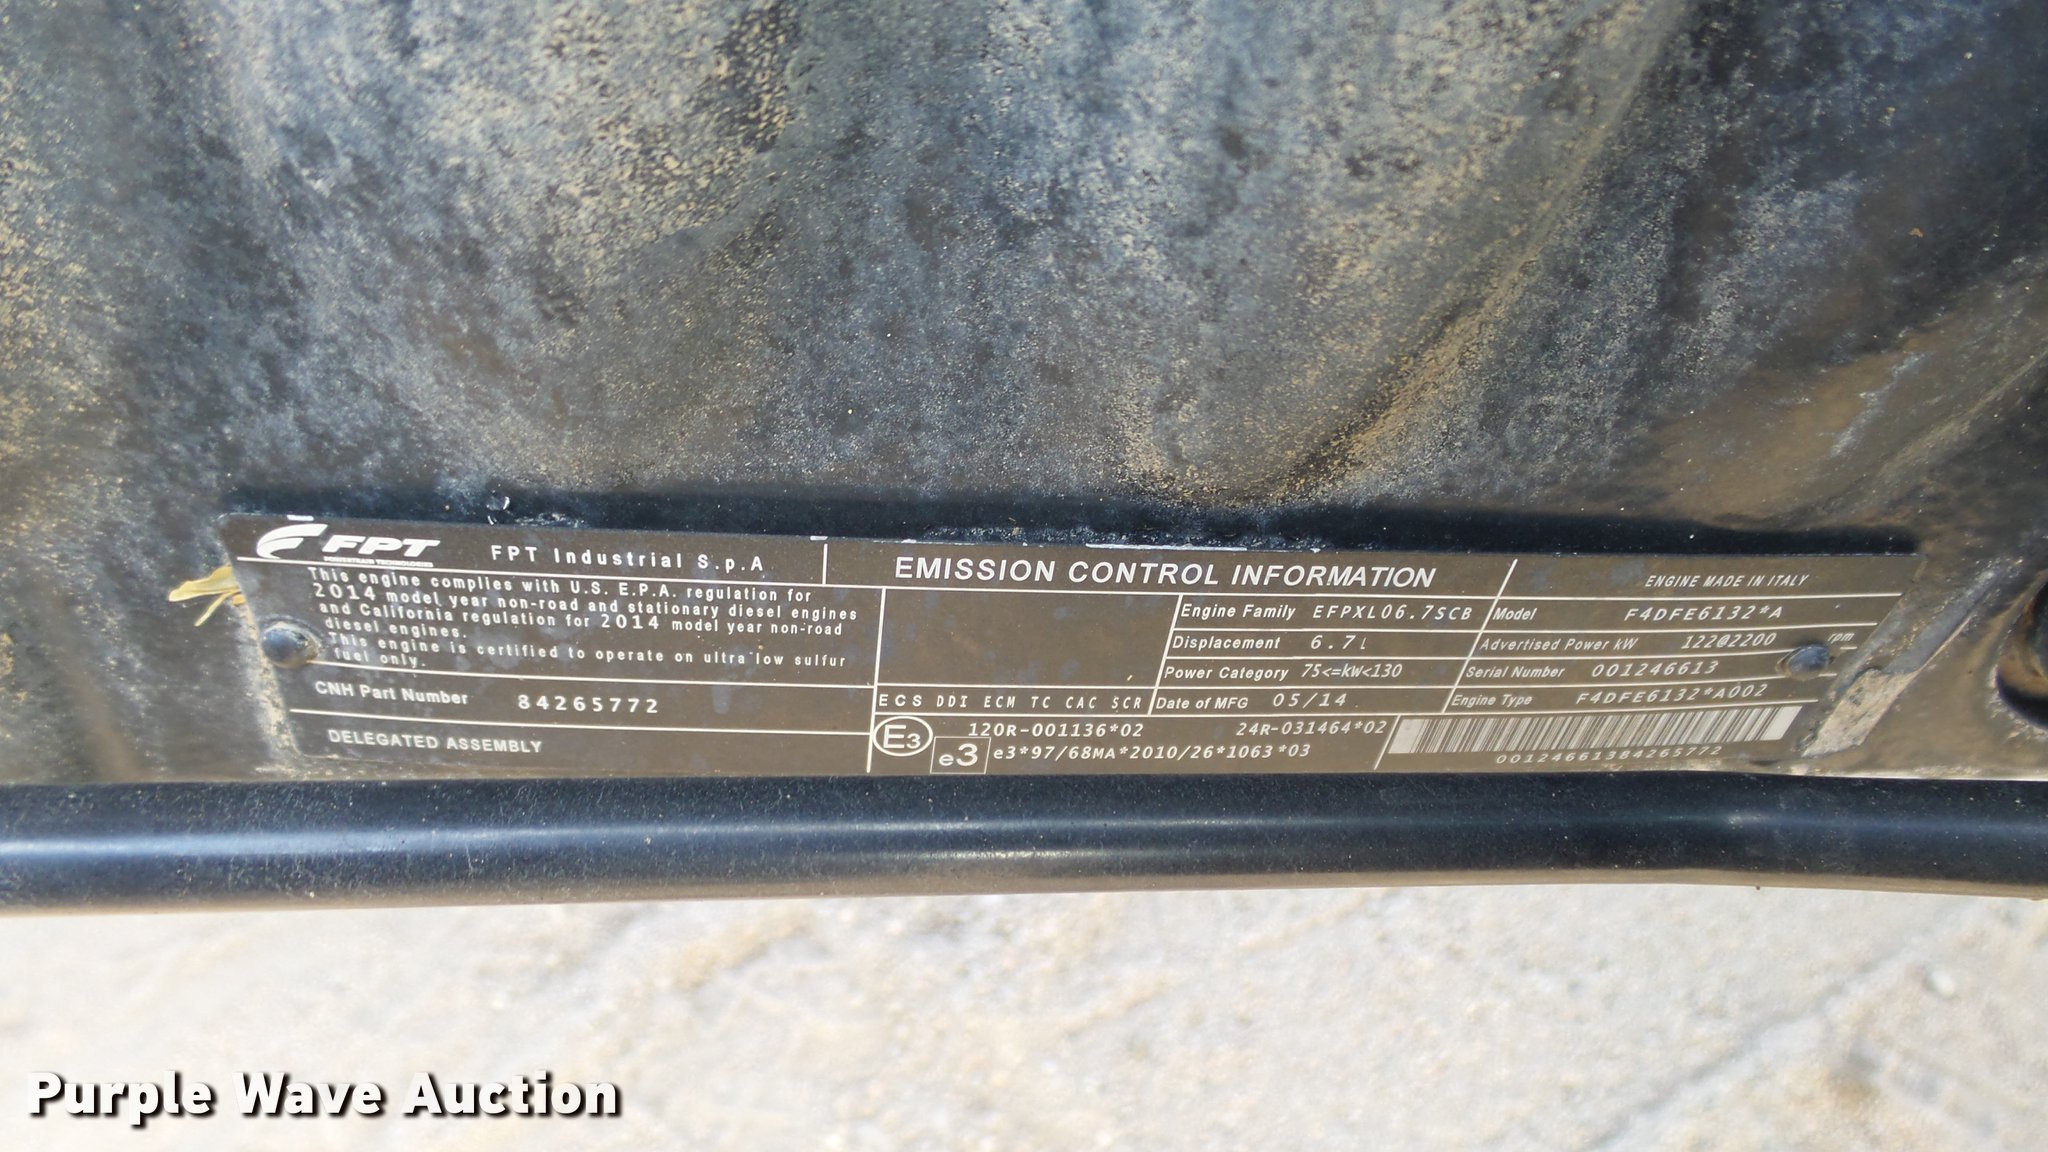 FPT
POWERTRAIN TECHNOLOGIES
FPT Industrial S.p.A
This engine complies with U.S. E.P.A. regulation for
2014 model year non-road and stationary diesel engines
and California regulation for 2014 model year non-road
diesel engines.
This engine is certified to operate on ultra low sulfur
fuel only.
CNH Part Number 84265772
DELEGATED ASSEMBLY
EMISSION CONTROL INFORMATION
ENGINE MADE IN ITALY
Engine Family EFPXL06.7SCB
Model F4DFE6132*A
Displacement 6.7l
Advertised Power kW 122@2200 rpm
Power Category 75<=kW<130
Serial Number 001246613
ECS DDI ECM TC CAC SCR
Date of MFG 05/14
Engine Type F4DFE6132*A002
E3
120R-001136*02 24R-031464*02
e3 e3*97/68MA*2010/26*1063*03
00124661384265772
Purple Wave Auction